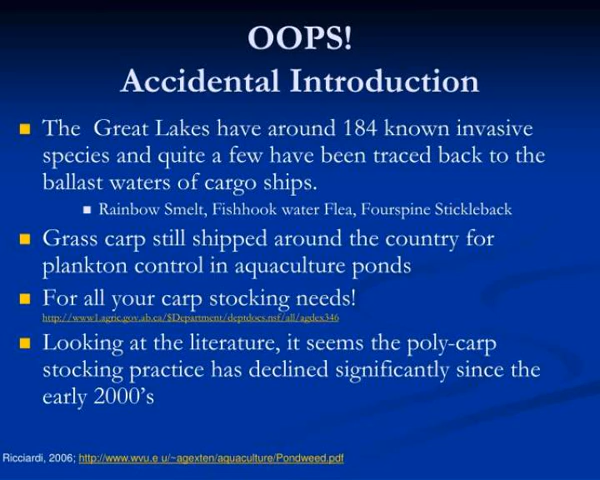 OOPS!
Accidental Introduction
The Great Lakes have around 184 known invasive
species and quite a few have been traced back to the
ballast waters of cargo ships.
Rainbow Smelt, Fishhook water Flea, Fourspine Stickleback
Grass carp still shipped around the country for
plankton control in aquaculture ponds
For all your carp stocking needs!
http://www1.agric.gov.ab.ca/$Department/deptdocs.nsf/all/agdex346
Looking at the literature, it seems the poly-carp
stocking practice has declined significantly since the
early 2000's
Ricciardi, 2006; http://www.wvu.e u/~agexten/aquaculture/Pondweed.pdf